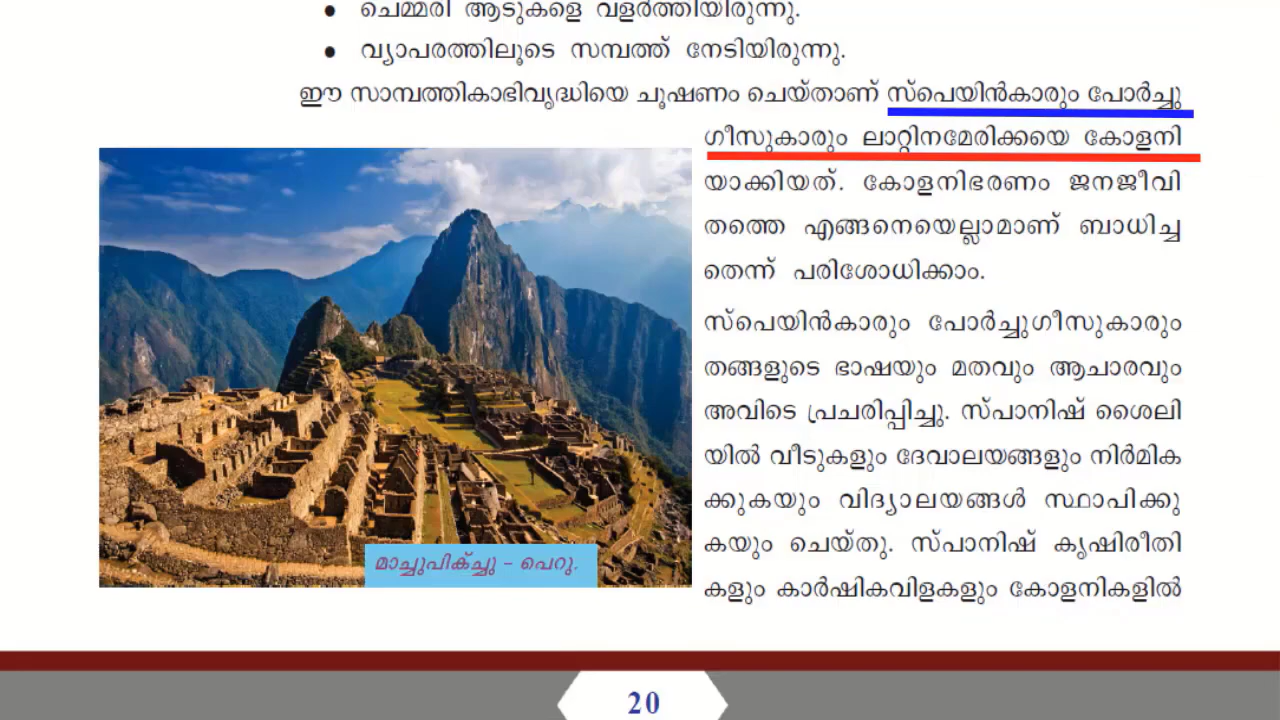 ● ചെമ്മരി ആടുകളെ വളർത്തിയിരുന്നു.
● വ്യാപരത്തിലൂടെ സമ്പത്ത് നേടിയിരുന്നു.
ഈ സാമ്പത്തികാഭിവൃദ്ധിയെ ചൂഷണം ചെയ്താണ് സ്പെയിൻകാരും പോർച്ചു
ഗീസുകാരും ലാറ്റിനമേരിക്കയെ കോളനി
യാക്കിയത്. കോളനിഭരണം ജനജീവി
തത്തെ എങ്ങനെയെല്ലാമാണ് ബാധിച്ച
തെന്ന് പരിശോധിക്കാം.
സ്പെയിൻകാരും പോർച്ചുഗീസുകാരും
തങ്ങളുടെ ഭാഷയും മതവും ആചാരവും
അവിടെ പ്രചരിപ്പിച്ചു. സ്പാനിഷ് ശൈലി
യിൽ വീടുകളും ദേവാലയങ്ങളും നിർമിക
ക്കുകയും വിദ്യാലയങ്ങൾ സ്ഥാപിക്കു
കയും ചെയ്തു. സ്പാനിഷ് കൃഷിരീതി
കളും കാർഷികവിളകളും കോളനികളിൽ
മാച്ചുപിക്ച്ചു – പെറു.
20